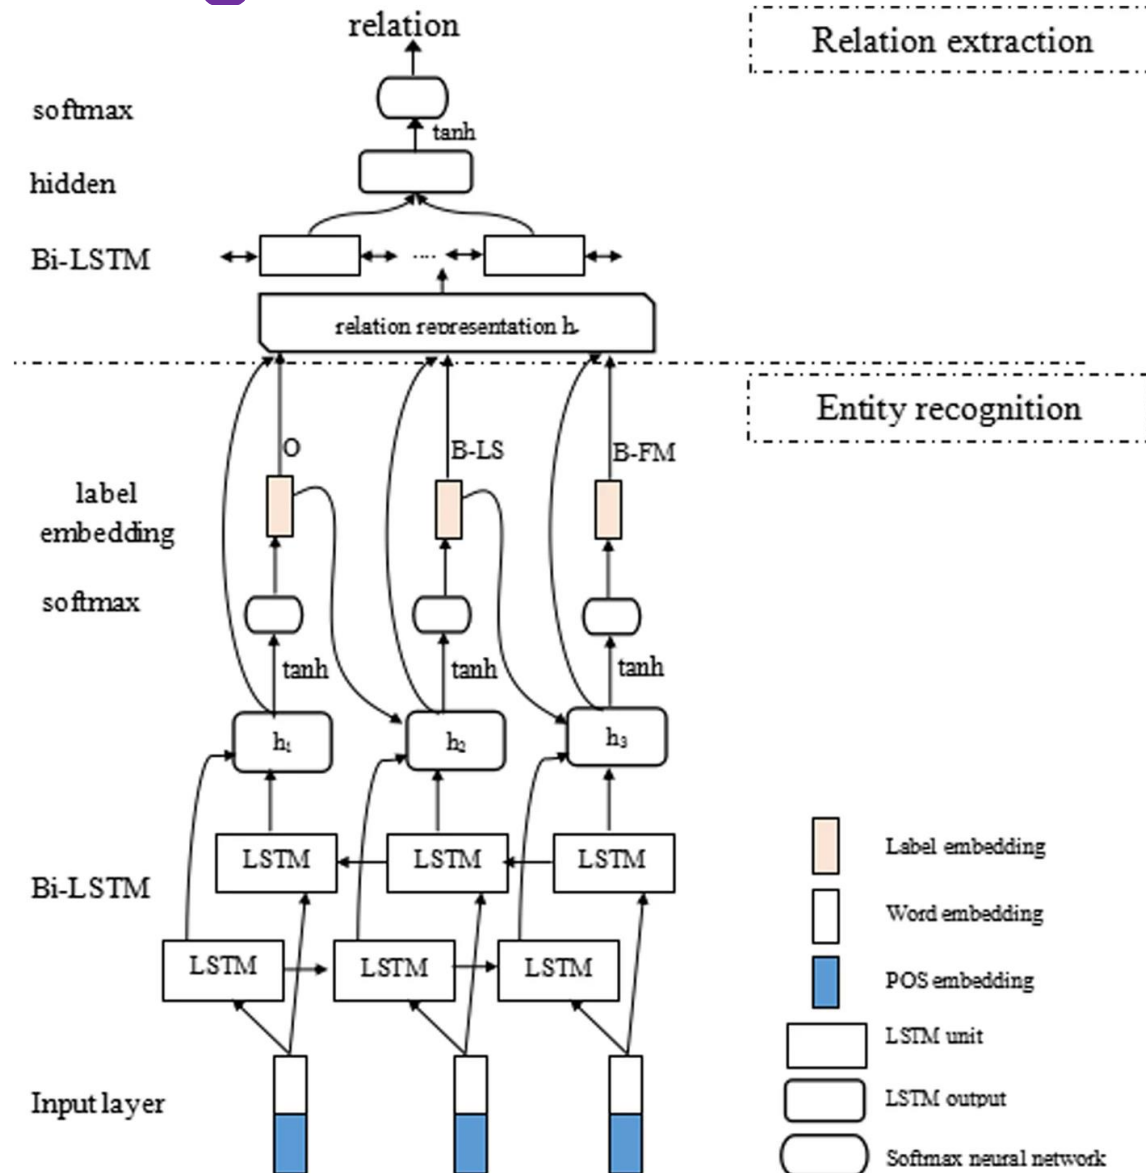 relation
Relation extraction
softmax
tanh
hidden
Bi-LSTM
....
relation representation hᵣ
Entity recognition
O
B-LS
B-FM
label
embedding
softmax
tanh
tanh
tanh
h₁
h₂
h₃
LSTM
LSTM
LSTM
Bi-LSTM
LSTM
LSTM
LSTM
Input layer
Label embedding
Word embedding
POS embedding
LSTM unit
LSTM output
Softmax neural network